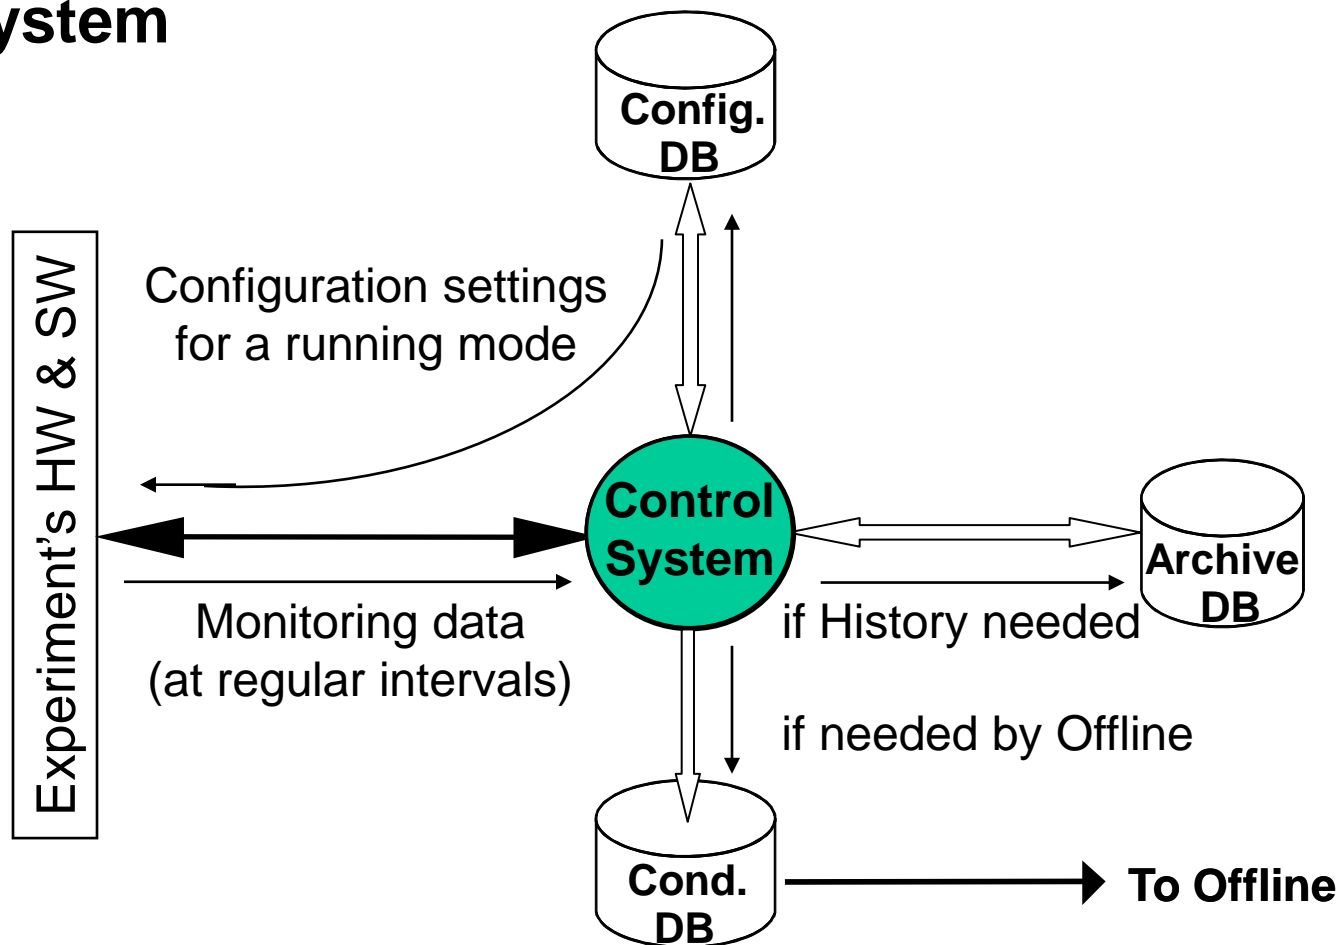 ystem
Config.
DB
Configuration settings
for a running mode
Experiment's HW & SW
Control
System
Archive
DB
Monitoring data
(at regular intervals)
if History needed
if needed by Offline
Cond.
DB
To Offline